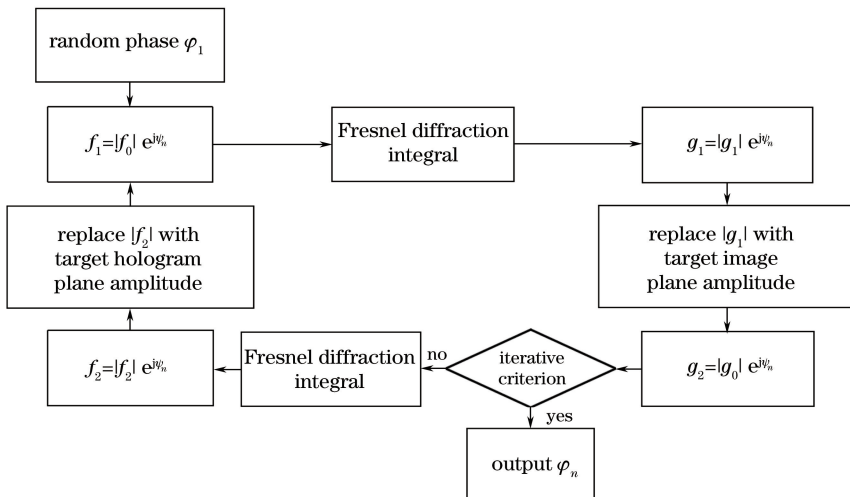 random phase φ₁
f₁=|f₀| e^{jψₙ}
Fresnel diffraction
integral
g₁=|g₁| e^{jψₙ}
replace |f₂| with
target hologram
plane amplitude
replace |g₁| with
target image
plane amplitude
f₂=|f₂| e^{jψₙ}
Fresnel diffraction
integral
no
iterative
criterion
g₂=|g₀| e^{jψₙ}
yes
output φₙ